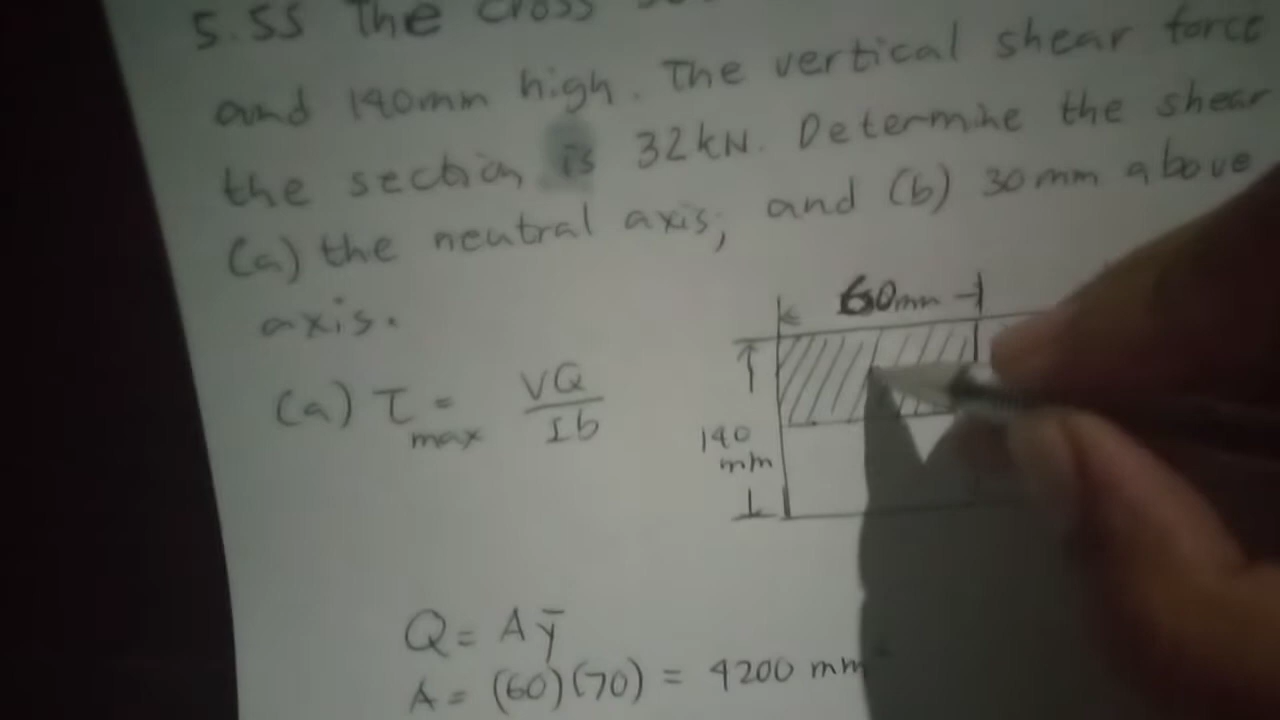 5.55 The cross
and 140mm high. The vertical shear force
the section is 32kN. Determine the shear
(a) the neutral axis, and (b) 30mm above
axis.
60mm
(a) τmax = VQ/Ib
140 mm
Q = A ȳ
A = (60)(70) = 4200 mm